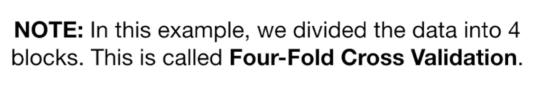 NOTE: In this example, we divided the data into 4
blocks. This is called Four-Fold Cross Validation.